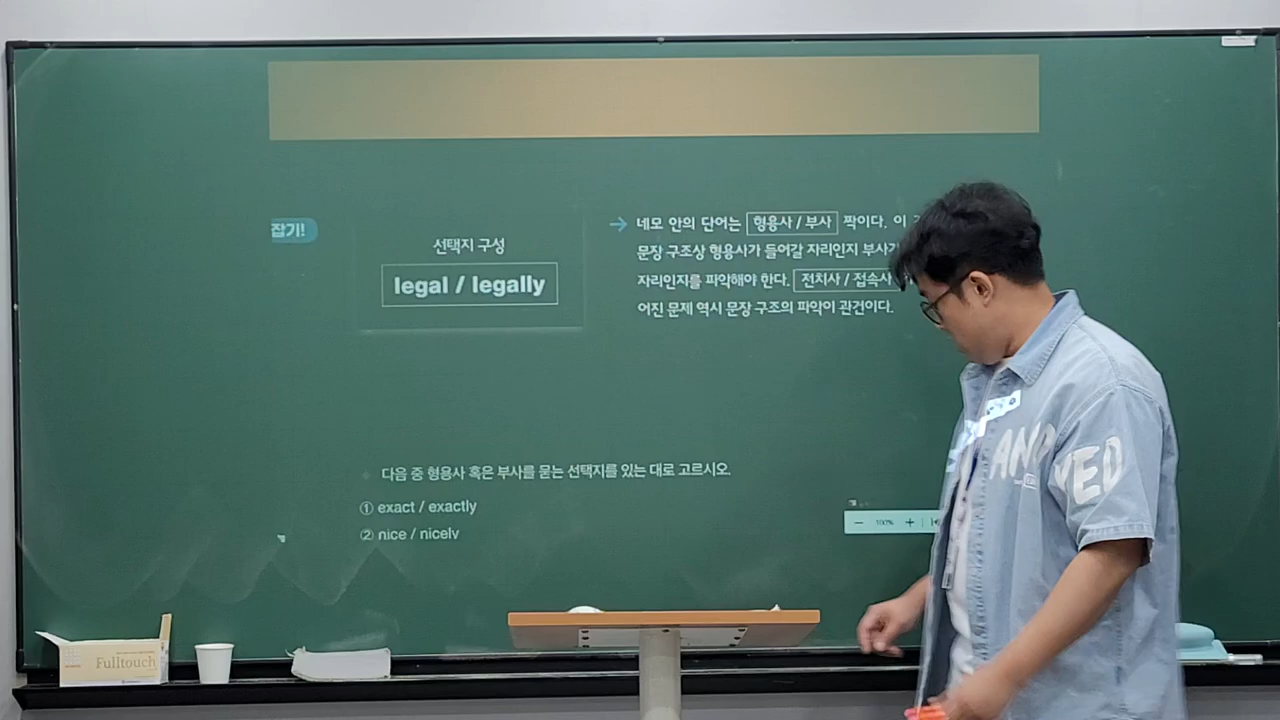 잡기!
선택지 구성
legal / legally
네모 안의 단어는 형용사 / 부사 짝이다. 이
문장 구조상 형용사가 들어갈 자리인지 부사가
자리인지를 파악해야 한다. 전치사 / 접속사
어진 문제 역시 문장 구조의 파악이 관건이다.
다음 중 형용사 혹은 부사를 묻는 선택지를 있는 대로 고르시오.
① exact / exactly
② nice / nicely
100%
Fulltouch